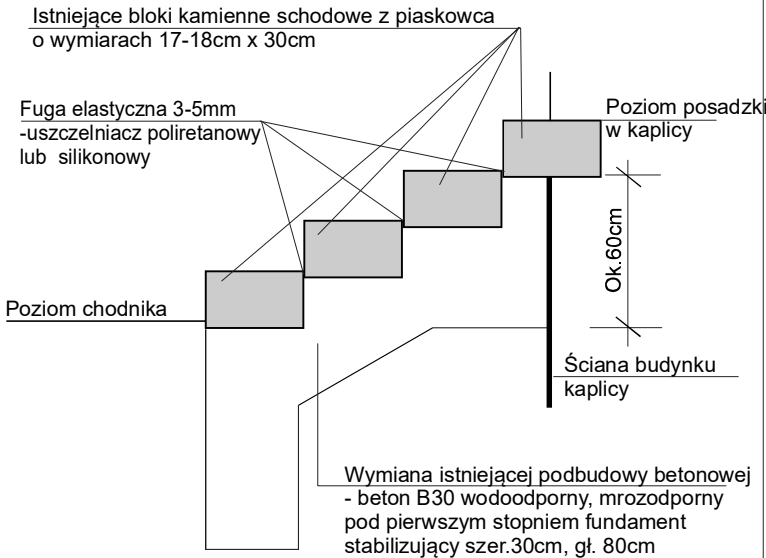 Istniejące bloki kamienne schodowe z piaskowca
o wymiarach 17-18cm x 30cm
Fuga elastyczna 3-5mm
-uszczelniacz poliretanowy
lub silikonowy
Poziom posadzki
w kaplicy
Ok.60cm
Poziom chodnika
Ściana budynku
kaplicy
Wymiana istniejącej podbudowy betonowej
- beton B30 wodoodporny, mrozodporny
pod pierwszym stopniem fundament
stabilizujący szer.30cm, gł. 80cm